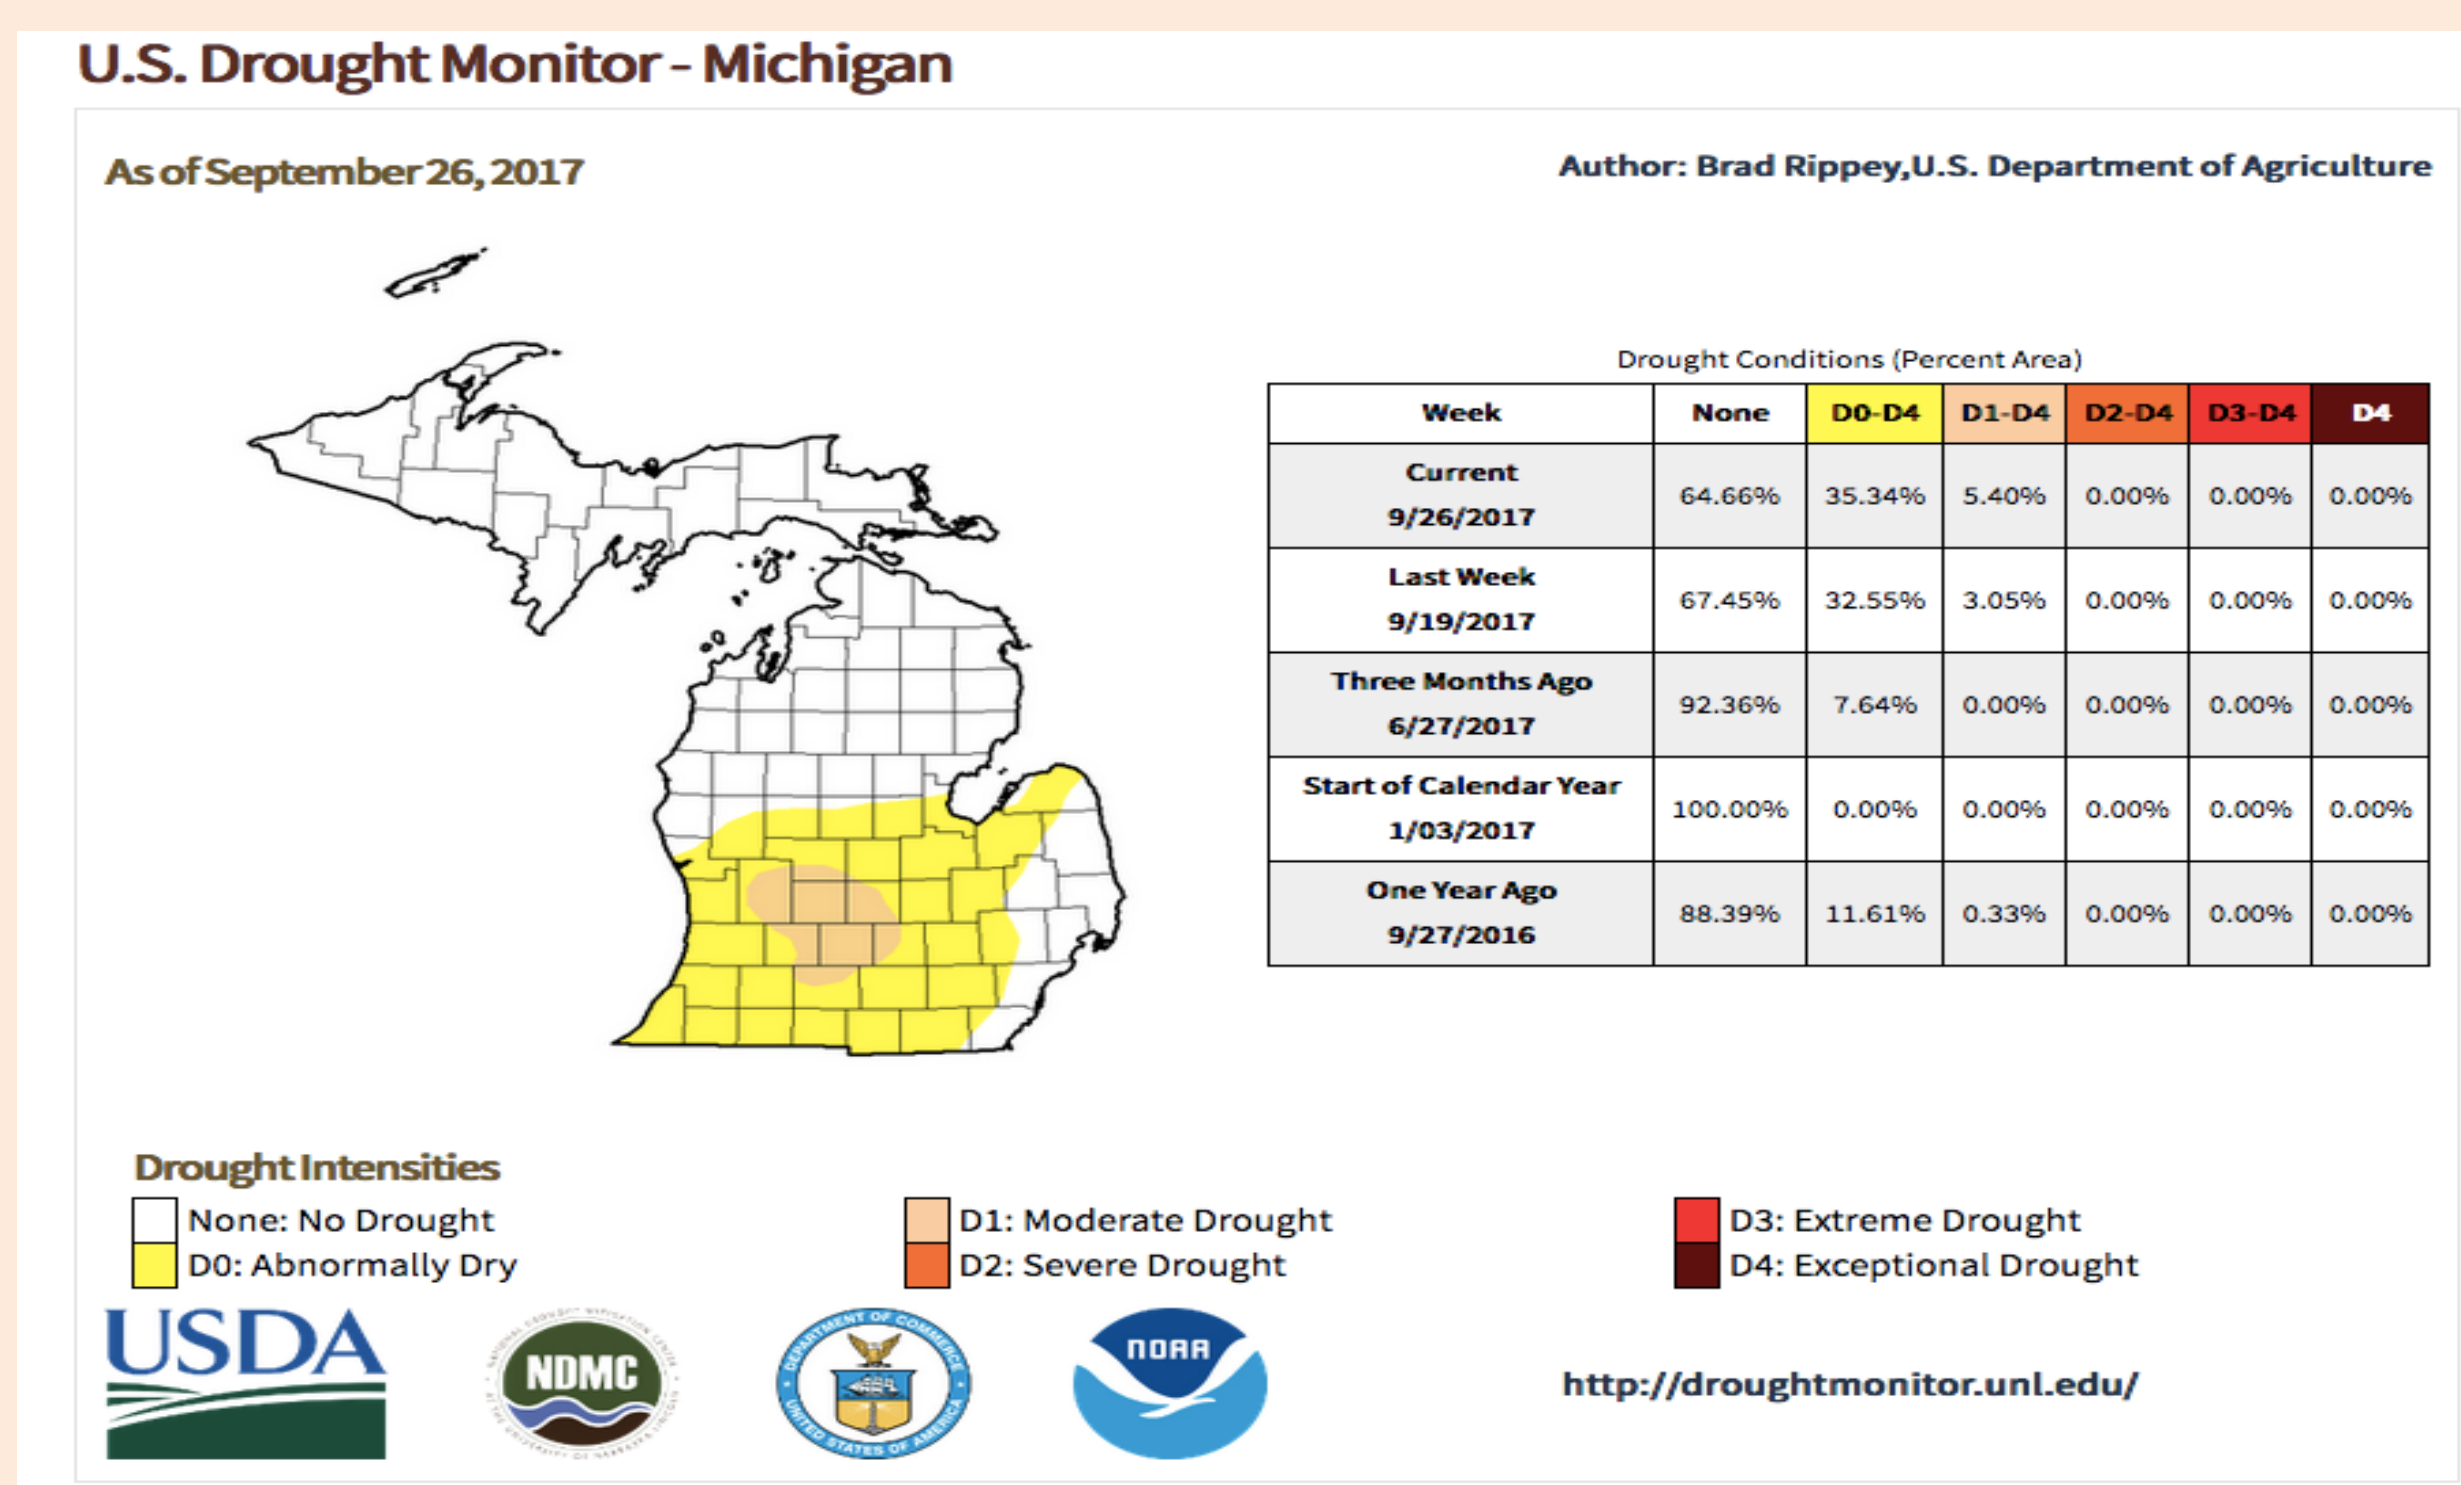 U.S. Drought Monitor - Michigan
As of September 26, 2017
Author: Brad Rippey,U.S. Department of Agriculture
Drought Conditions (Percent Area)
Week None D0-D4 D1-D4 D2-D4 D3-D4 D4
Current
9/26/2017
64.66% 35.34% 5.40% 0.00% 0.00% 0.00%
Last Week
9/19/2017
67.45% 32.55% 3.05% 0.00% 0.00% 0.00%
Three Months Ago
6/27/2017
92.36% 7.64% 0.00% 0.00% 0.00% 0.00%
Start of Calendar Year
1/03/2017
100.00% 0.00% 0.00% 0.00% 0.00% 0.00%
One Year Ago
9/27/2016
88.39% 11.61% 0.33% 0.00% 0.00% 0.00%
Drought Intensities
None: No Drought
D0: Abnormally Dry
D1: Moderate Drought
D2: Severe Drought
D3: Extreme Drought
D4: Exceptional Drought
USDA
NDMC
DEPARTMENT OF COMMERCE
UNITED STATES OF AMERICA
NOAA
http://droughtmonitor.unl.edu/